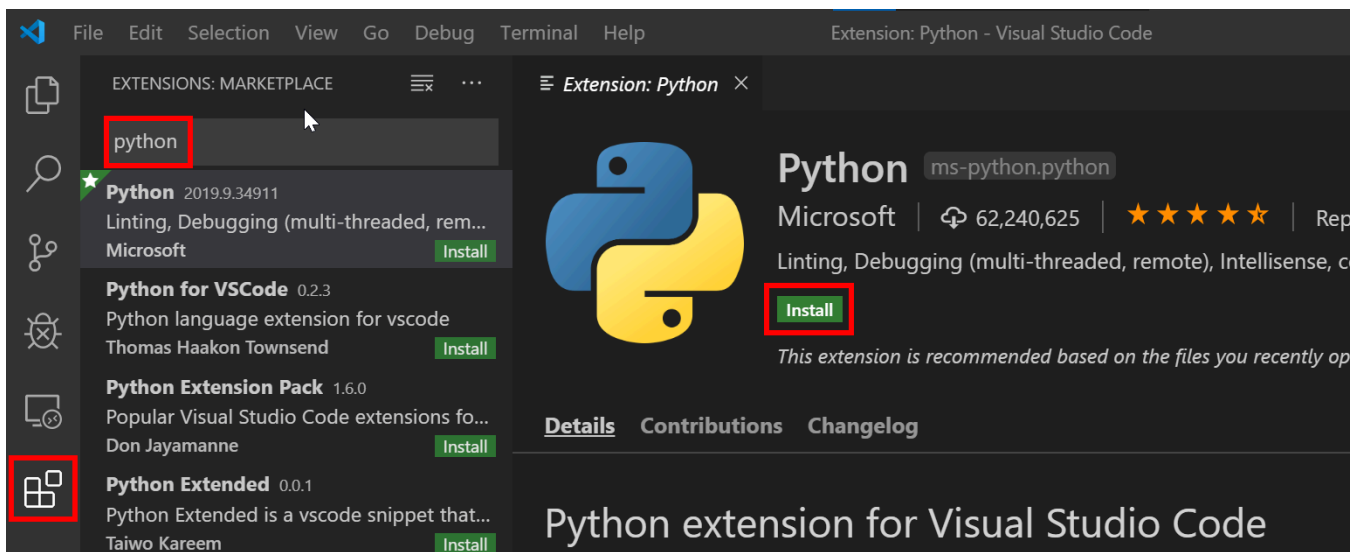 File Edit Selection View Go Debug Terminal Help Extension: Python - Visual Studio Code
EXTENSIONS: MARKETPLACE
python
Python 2019.9.34911
Linting, Debugging (multi-threaded, rem...
Microsoft Install
Python for VSCode 0.2.3
Python language extension for vscode
Thomas Haakon Townsend Install
Python Extension Pack 1.6.0
Popular Visual Studio Code extensions fo...
Don Jayamanne Install
Python Extended 0.0.1
Python Extended is a vscode snippet that...
Taiwo Kareem Install
Extension: Python
Python ms-python.python
Microsoft 62,240,625 Rep
Linting, Debugging (multi-threaded, remote), Intellisense, c
Install
This extension is recommended based on the files you recently op
Details Contributions Changelog
Python extension for Visual Studio Code